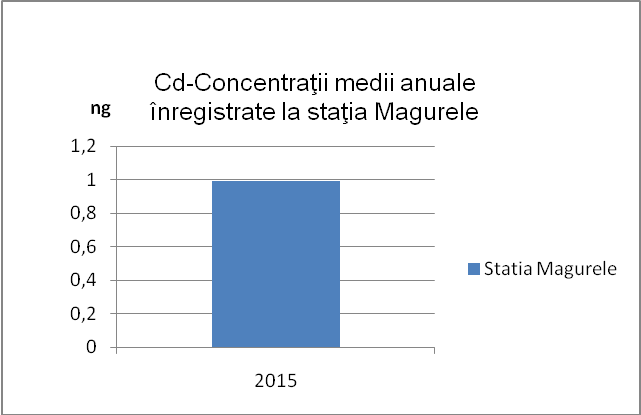 Cd-Concentraţii medii anuale
înregistrate la staţia Magurele
ng
1,2
1
0,8
0,6
0,4
0,2
0
2015
Statia Magurele